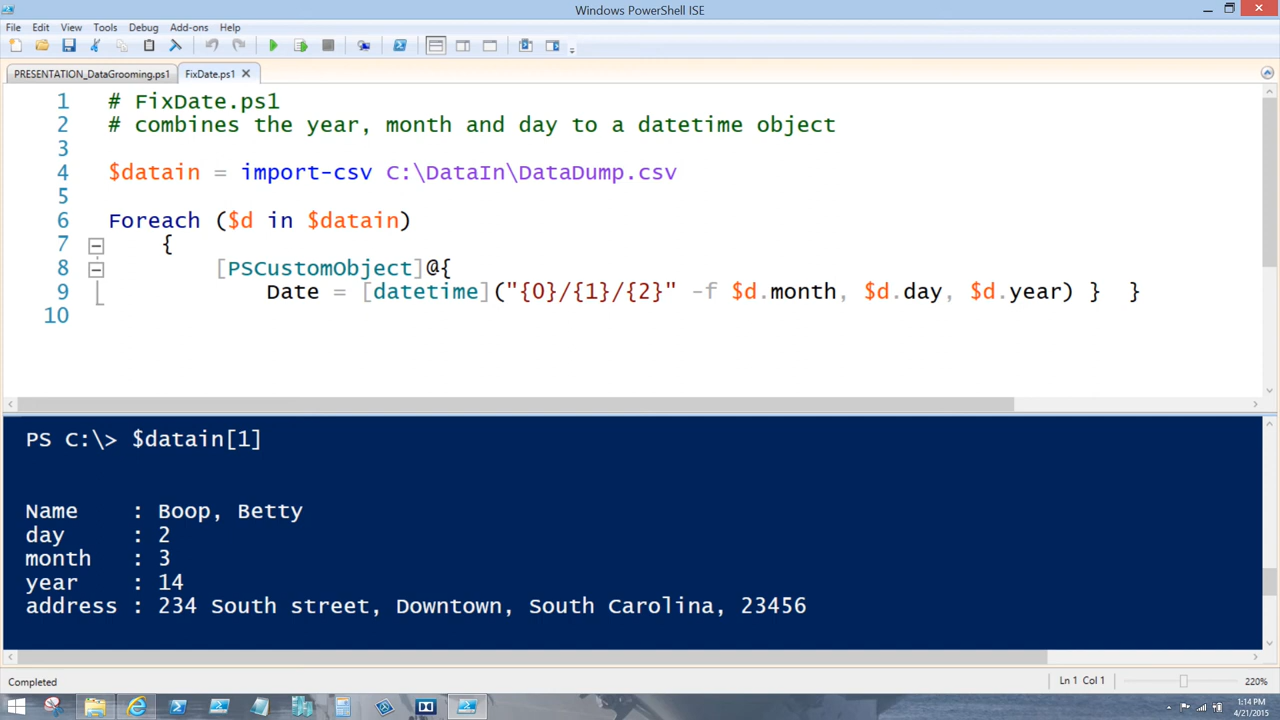 Windows PowerShell ISE
File Edit View Tools Debug Add-ons Help
PRESENTATION_DataGrooming.ps1 FixDate.ps1
1 # FixDate.ps1
2 # combines the year, month and day to a datetime object
3
4 $datain = import-csv C:\DataIn\DataDump.csv
5
6 Foreach ($d in $datain)
7 {
8 [PSCustomObject]@{
9 Date = [datetime]("{0}/{1}/{2}" -f $d.month, $d.day, $d.year) } }
10
PS C:\> $datain[1]
Name : Boop, Betty
day : 2
month : 3
year : 14
address : 234 South street, Downtown, South Carolina, 23456
Completed Ln 1 Col 1 220%
1:14 PM
4/21/2015